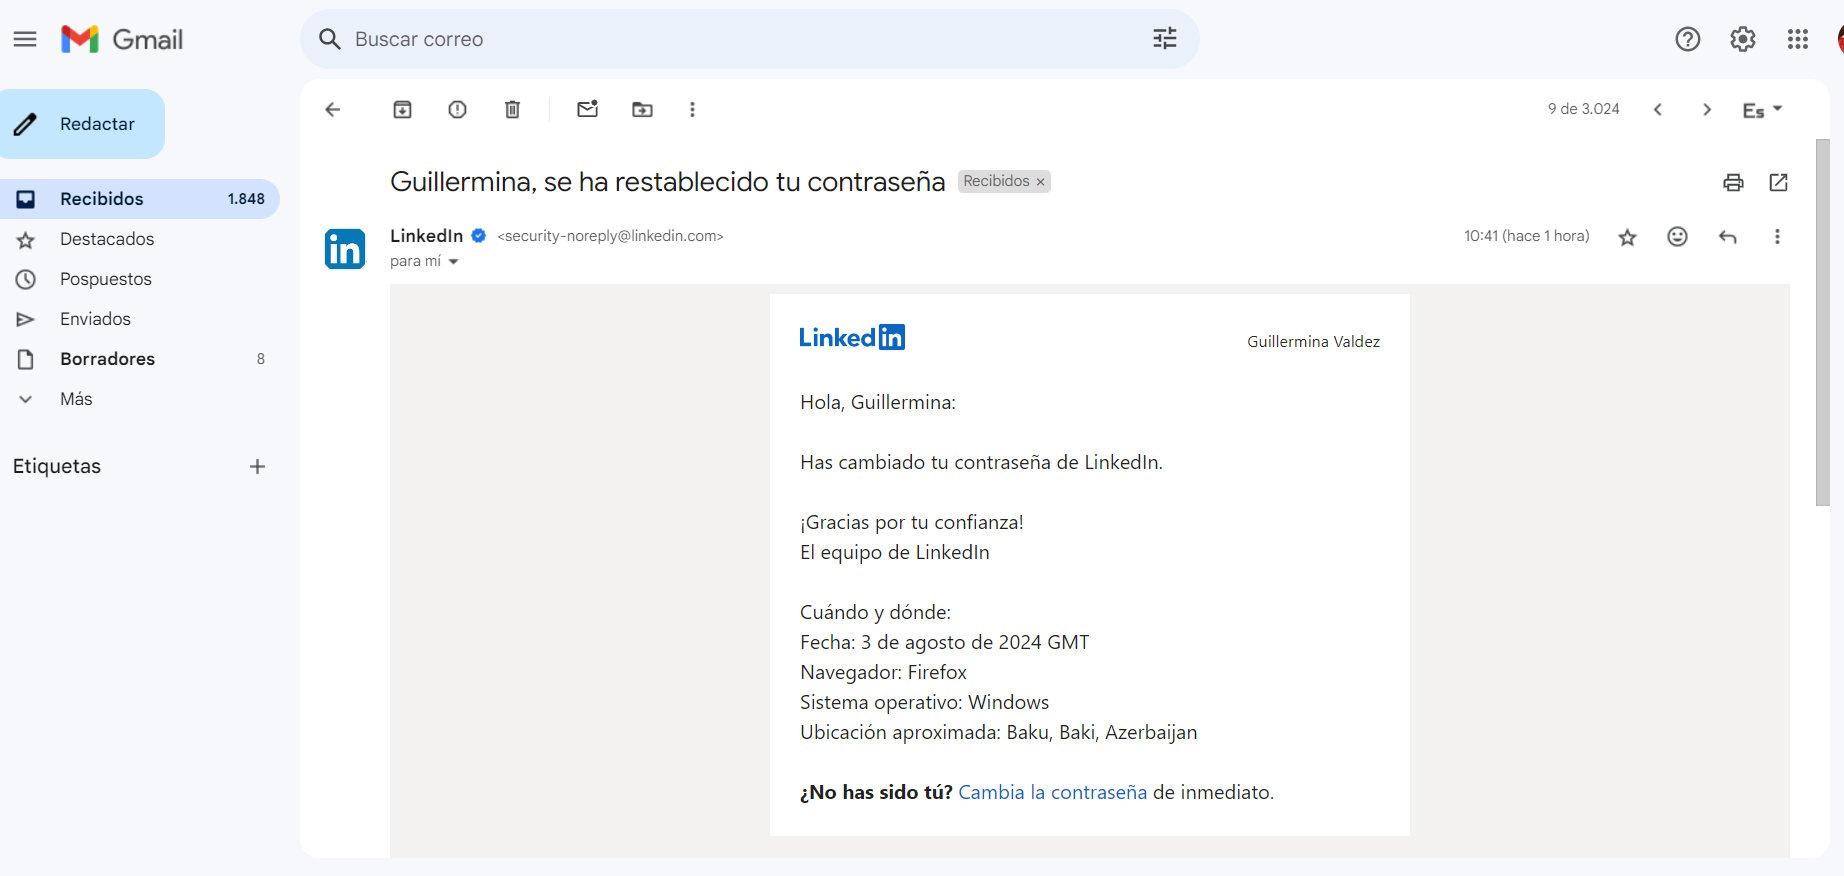 Gmail
Buscar correo
Redactar
9 de 3.024
Es
Recibidos 1.848
Destacados
Pospuestos
Enviados
Borradores 8
Más
Etiquetas
Guillermina, se ha restablecido tu contraseña Recibidos ×
in
LinkedIn <security-noreply@linkedin.com> 10:41 (hace 1 hora)
para mí
LinkedIn
Guillermina Valdez
Hola, Guillermina:
Has cambiado tu contraseña de LinkedIn.
¡Gracias por tu confianza!
El equipo de LinkedIn
Cuándo y dónde:
Fecha: 3 de agosto de 2024 GMT
Navegador: Firefox
Sistema operativo: Windows
Ubicación aproximada: Baku, Baki, Azerbaijan
¿No has sido tú? Cambia la contraseña de inmediato.